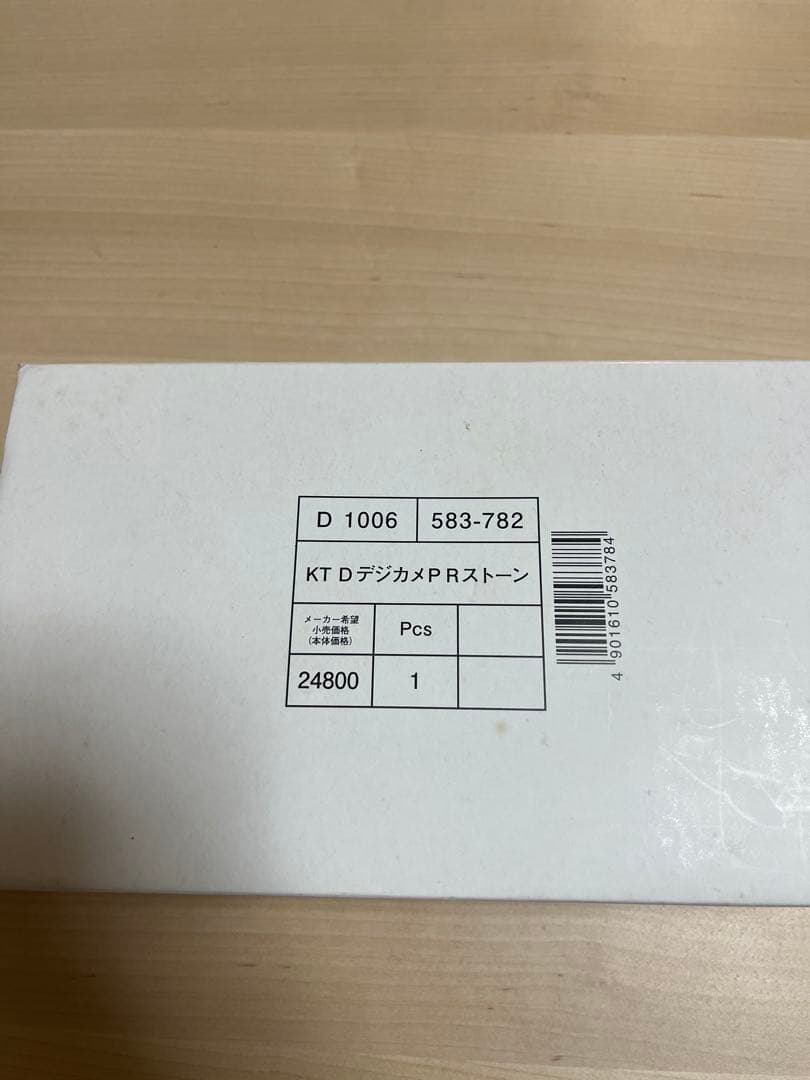 D 1006 583-782
KT DデジカメPRストーン
メーカー希望
小売価格
(本体価格)
Pcs
24800 1
4 901610 583784